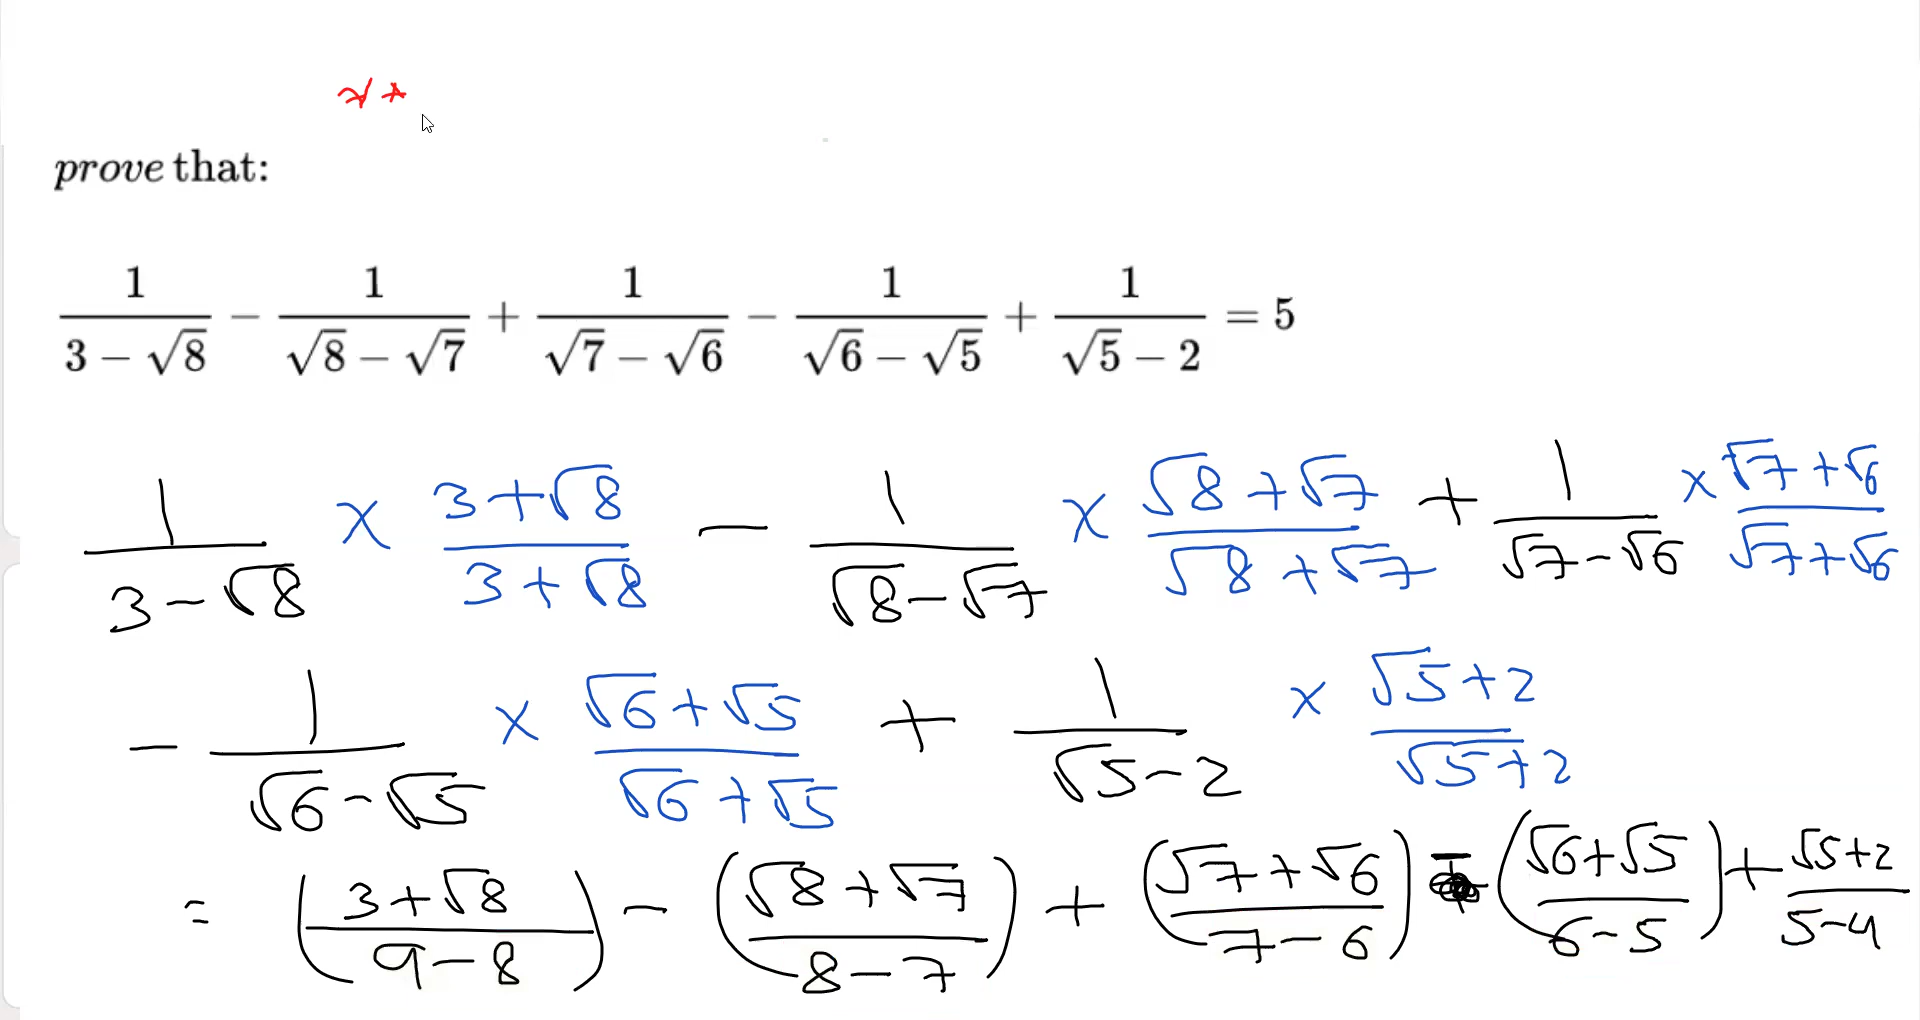 prove that:
1/(3 − √8) − 1/(√8 − √7) + 1/(√7 − √6) − 1/(√6 − √5) + 1/(√5 − 2) = 5
1/(3 − √8) × (3 + √8)/(3 + √8) − 1/(√8 − √7) × (√8 + √7)/(√8 + √7) + 1/(√7 − √6) × (√7 + √6)/(√7 + √6)
− 1/(√6 − √5) × (√6 + √5)/(√6 + √5) + 1/(√5 − 2) × (√5 + 2)/(√5 + 2)
= ((3 + √8)/(9 − 8)) − ((√8 + √7)/(8 − 7)) + ((√7 + √6)/(7 − 6)) − ((√6 + √5)/(6 − 5)) + (√5 + 2)/(5 − 4)